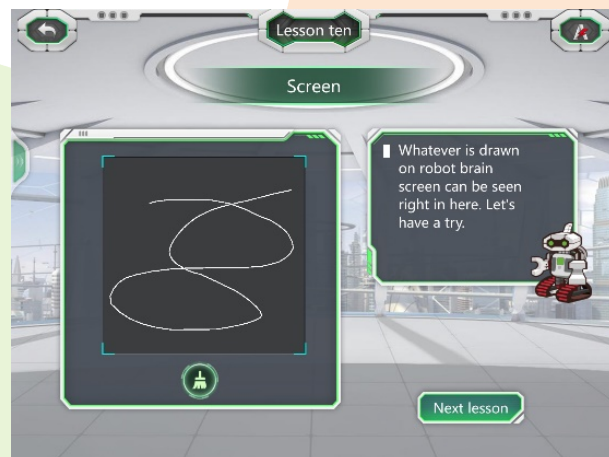 Lesson ten
Screen
Whatever is drawn
on robot brain
screen can be seen
right in here. Let's
have a try.
Next lesson